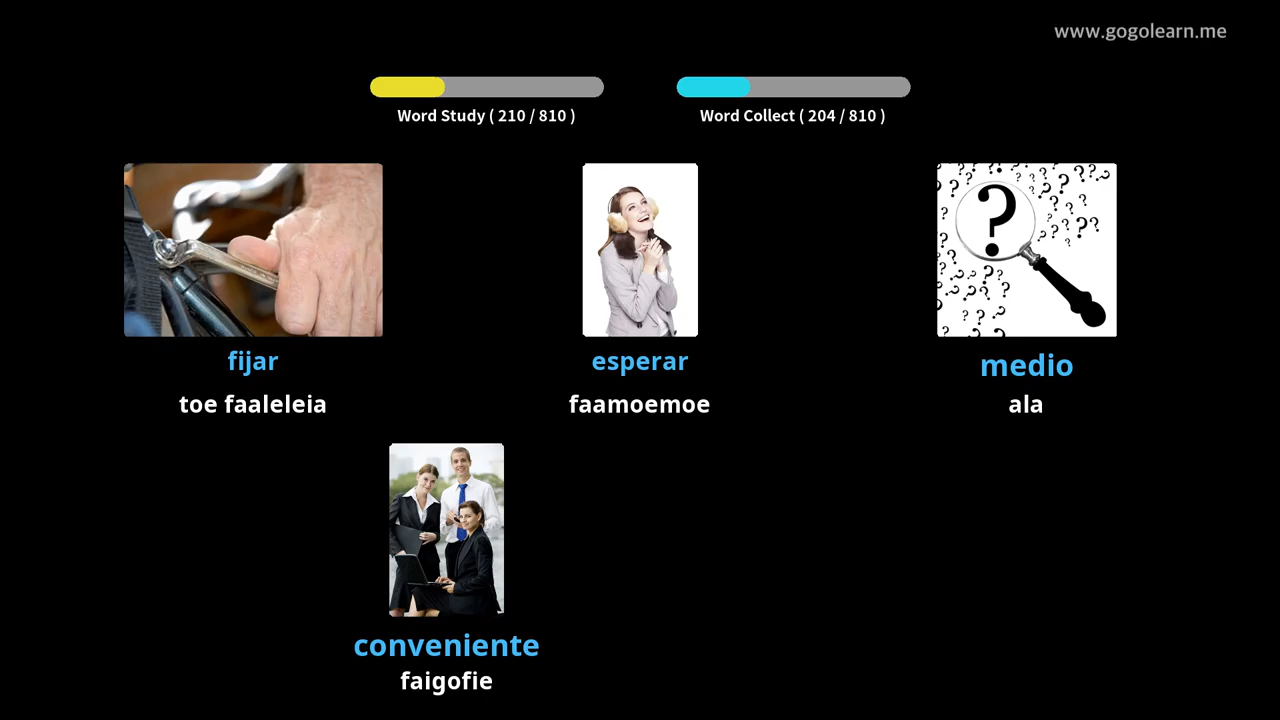 www.gogolearn.me
Word Study ( 210 / 810 )
Word Collect ( 204 / 810 )
fijar
esperar
medio
toe faaleleia
faamoemoe
ala
conveniente
faigofie